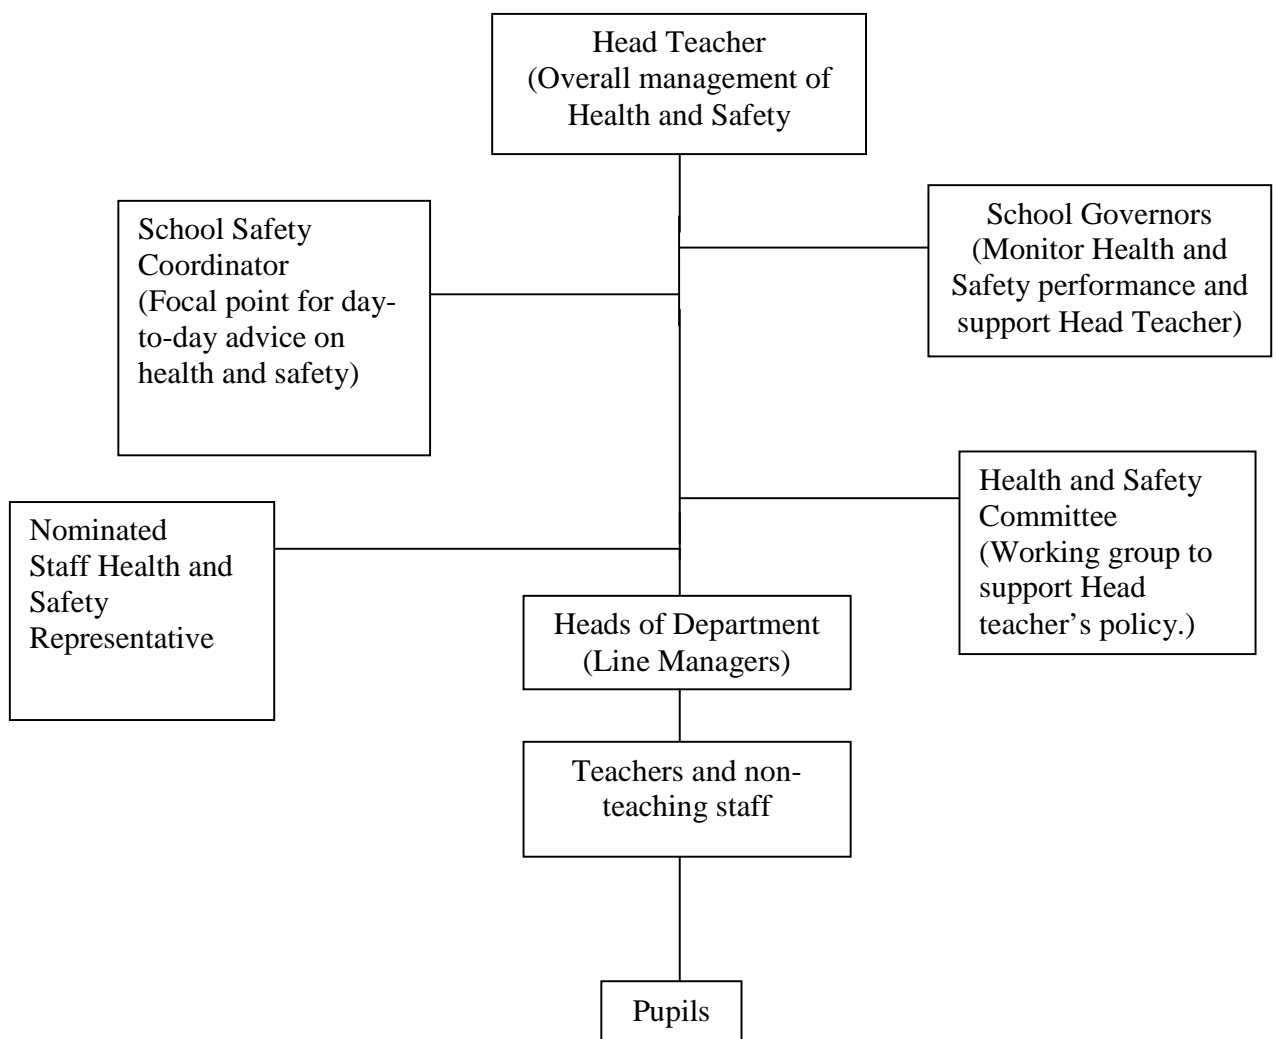 Head Teacher
(Overall management of
Health and Safety
School Governors
(Monitor Health and
Safety performance and
support Head Teacher)
School Safety
Coordinator
(Focal point for day-
to-day advice on
health and safety)
Health and Safety
Committee
(Working group to
support Head
teacher’s policy.)
Nominated
Staff Health and
Safety
Representative
Heads of Department
(Line Managers)
Teachers and non-
teaching staff
Pupils